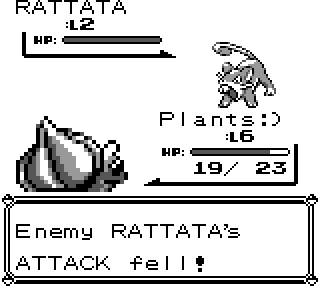 RATTATA
:L2
HP:
Plants:)
:L6
HP:
19/ 23
Enemy RATTATA's
ATTACK fell!